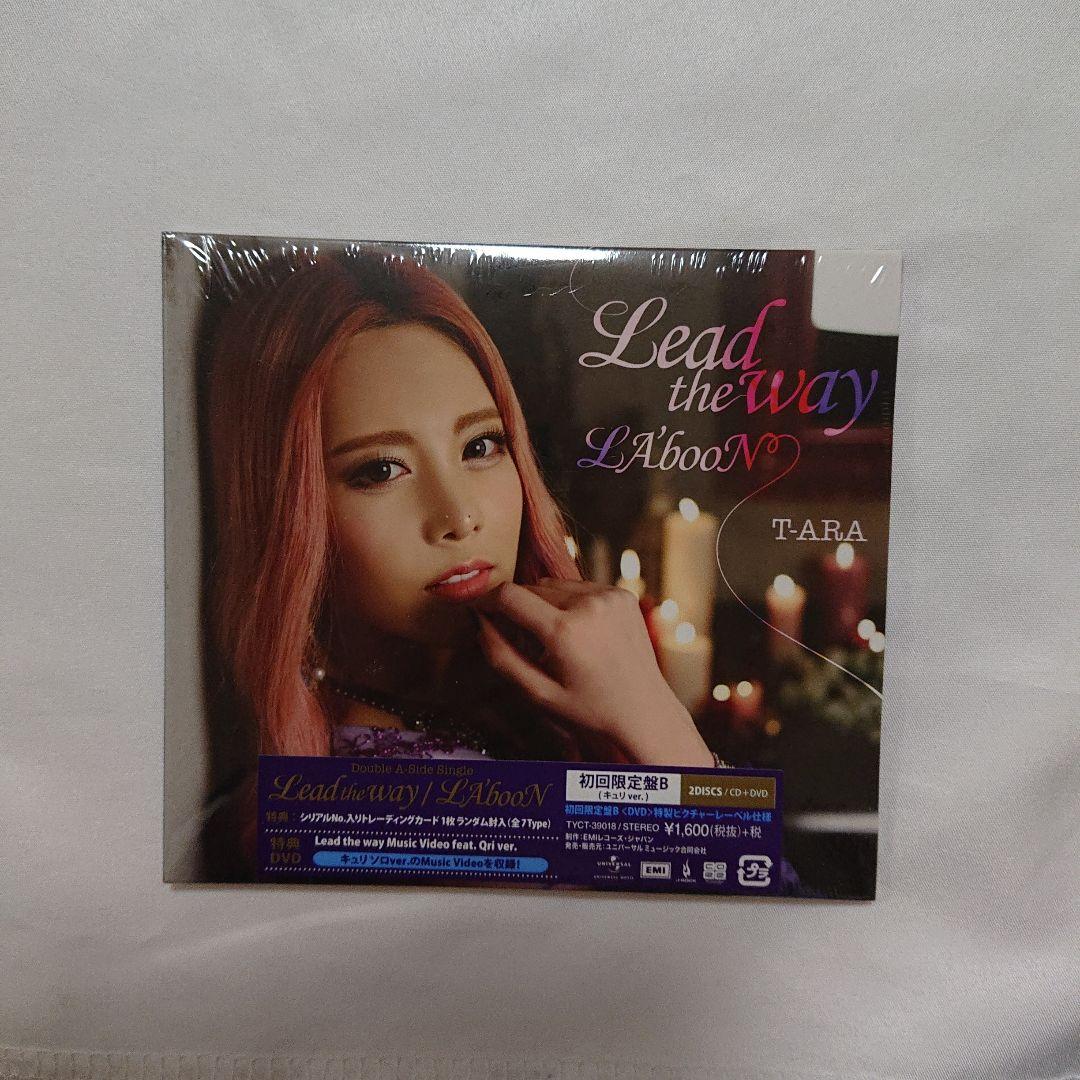 Lead
the way
LA'booN
T-ARA
Double A-Side Single
Lead the way / LA'booN
特典：シリアルNo.入りトレーディングカード 1枚ランダム封入（全7Type）
特典
DVD
Lead the way Music Video feat. Qri ver.
キュリ ソロver.のMusic Videoを収録!
初回限定盤B
(キュリ ver.)
2DISCS / CD+DVD
初回限定盤B <DVD>特製ピクチャーレーベル仕様
TYCT-39018 / STEREO ¥1,600(税抜)+税
制作：EMIレコーズ・ジャパン
発売・販売元：ユニバーサル ミュージック合同会社
UNIVERSAL
UNIVERSAL MUSIC
EMI
プラ